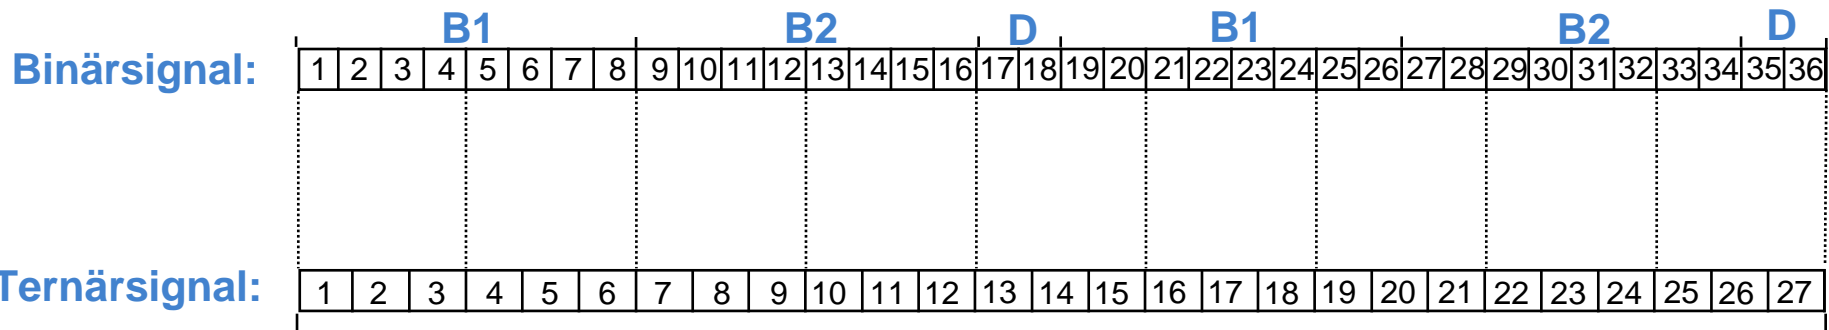 B1 B2 D B1 B2 D
Binärsignal: 1 2 3 4 5 6 7 8 9 10 11 12 13 14 15 16 17 18 19 20 21 22 23 24 25 26 27 28 29 30 31 32 33 34 35 36
Ternärsignal: 1 2 3 4 5 6 7 8 9 10 11 12 13 14 15 16 17 18 19 20 21 22 23 24 25 26 27